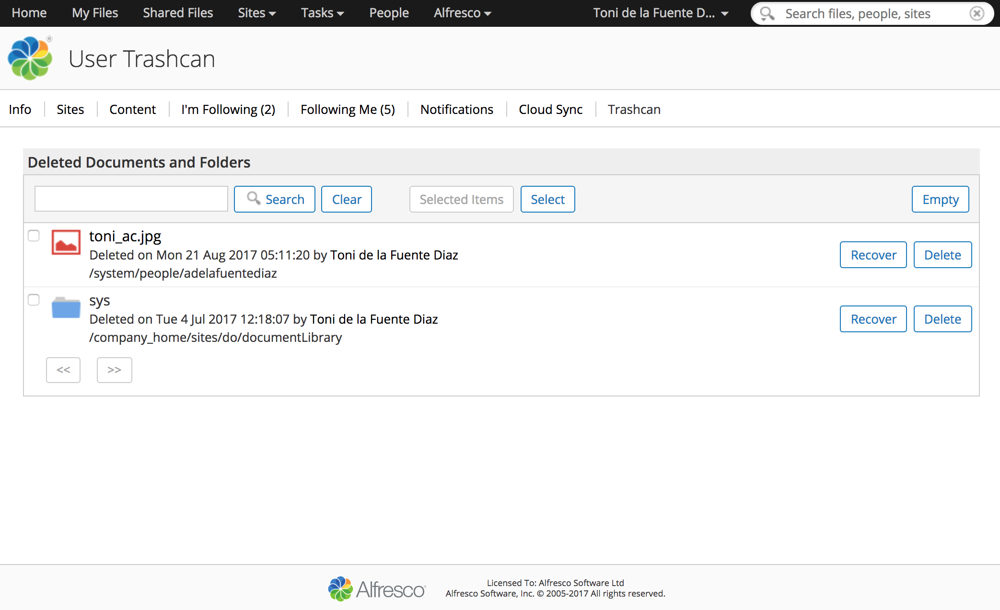 Home My Files Shared Files Sites Tasks People Alfresco Toni de la Fuente D... Search files, people, sites
®
User Trashcan
Info Sites Content I'm Following (2) Following Me (5) Notifications Cloud Sync Trashcan
Deleted Documents and Folders
Search Clear Selected Items Select Empty
toni_ac.jpg
Deleted on Mon 21 Aug 2017 05:11:20 by Toni de la Fuente Diaz
/system/people/adelafuentediaz
Recover Delete
sys
Deleted on Tue 4 Jul 2017 12:18:07 by Toni de la Fuente Diaz
/company_home/sites/do/documentLibrary
Recover Delete
<< >>
Alfresco®
Licensed To: Alfresco Software Ltd
Alfresco Software, Inc. © 2005-2017 All rights reserved.